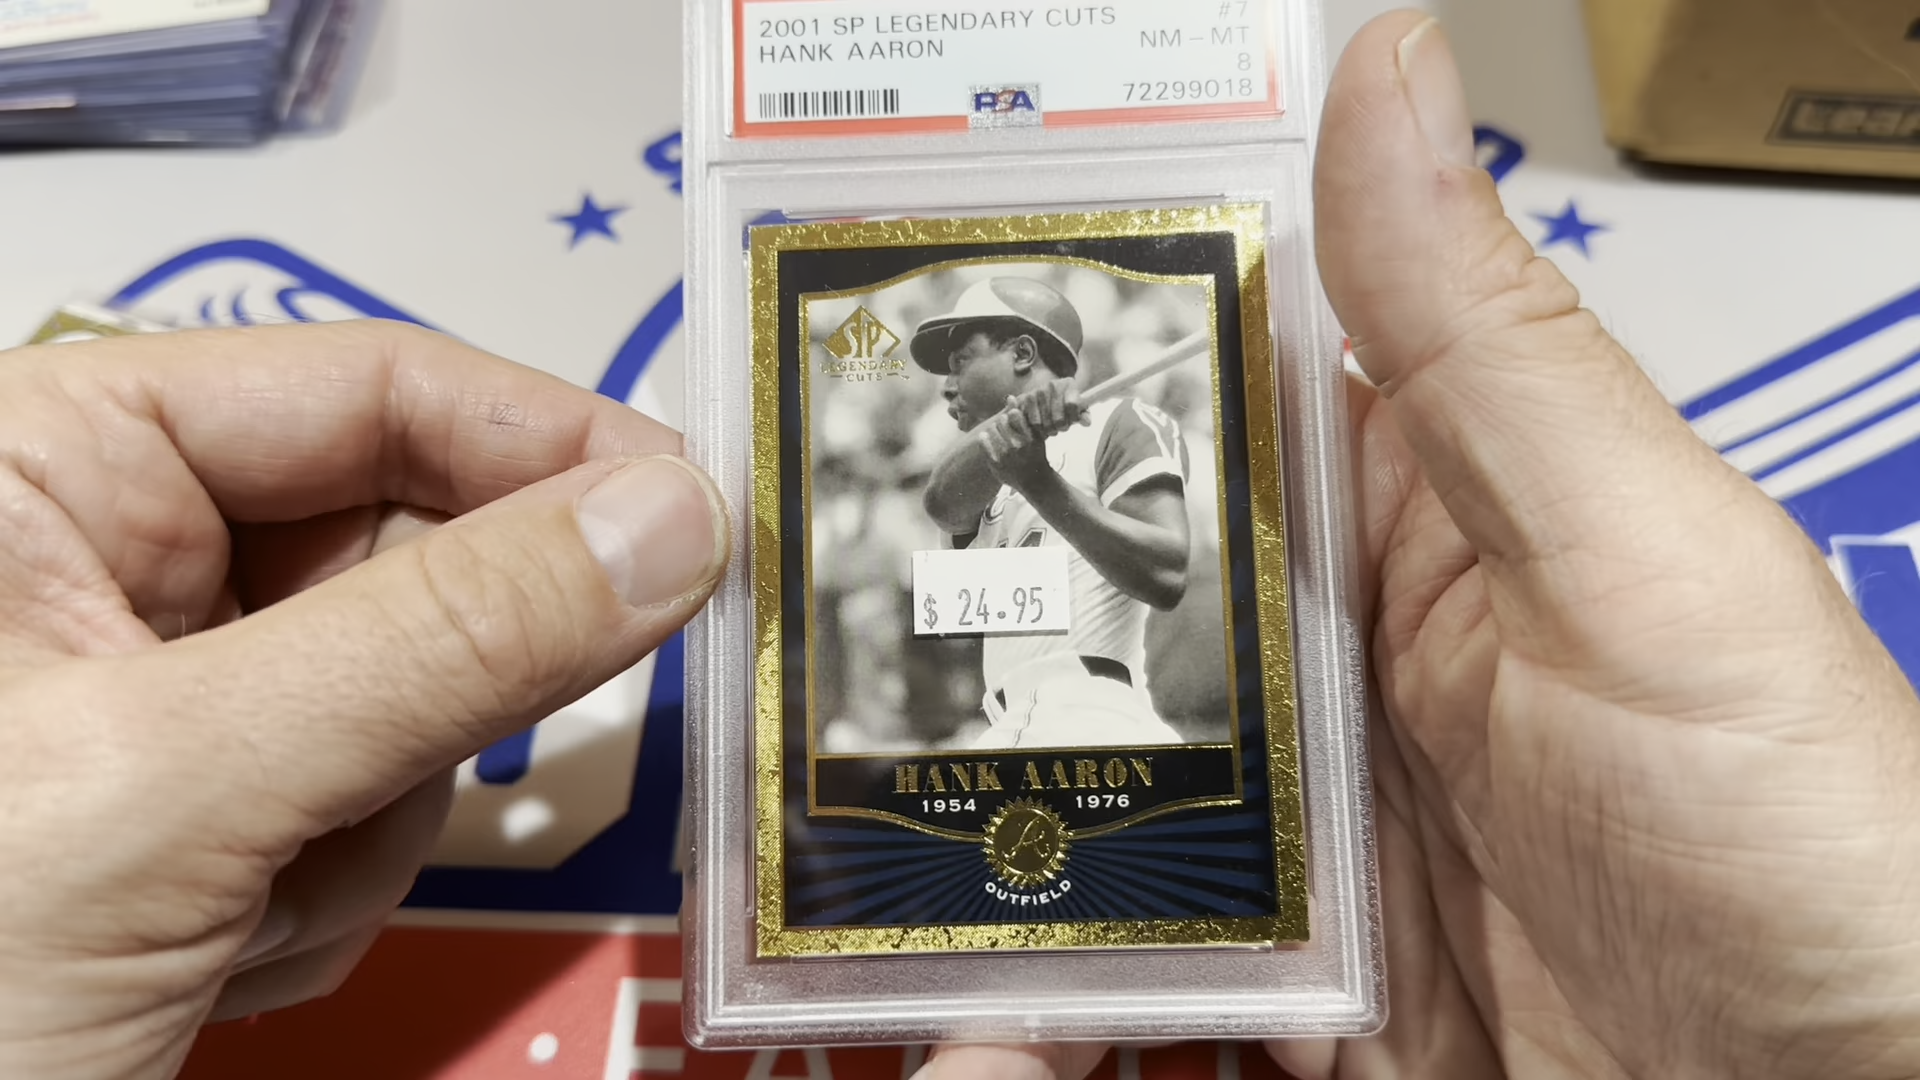 2001 SP LEGENDARY CUTS #7
HANK AARON NM-MT
8
PSA 72299018
SP
LEGENDARY
CUTS
$ 24.95
HANK AARON
1954 1976
A
OUTFIELD